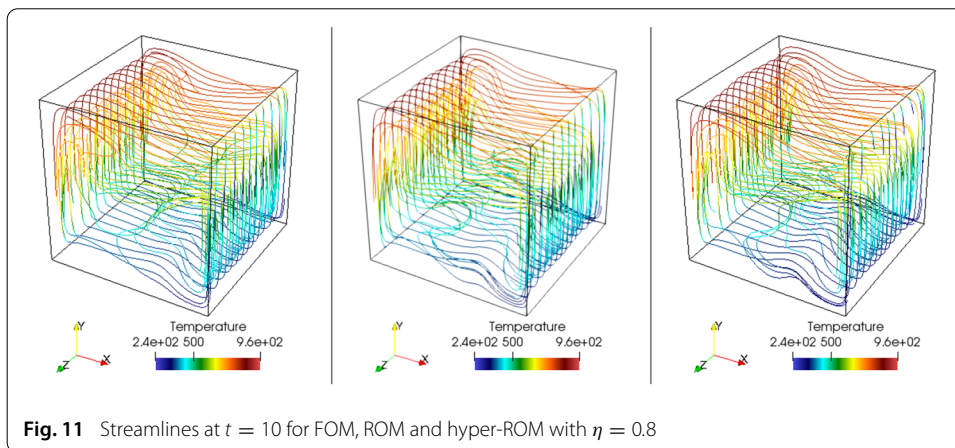 Temperature
2.4e+02 500 9.6e+02
Y
X
Z
Temperature
2.4e+02 500 9.6e+02
Y
X
Z
Temperature
2.4e+02 500 9.6e+02
Y
X
Z
Fig. 11 Streamlines at t = 10 for FOM, ROM and hyper-ROM with η = 0.8